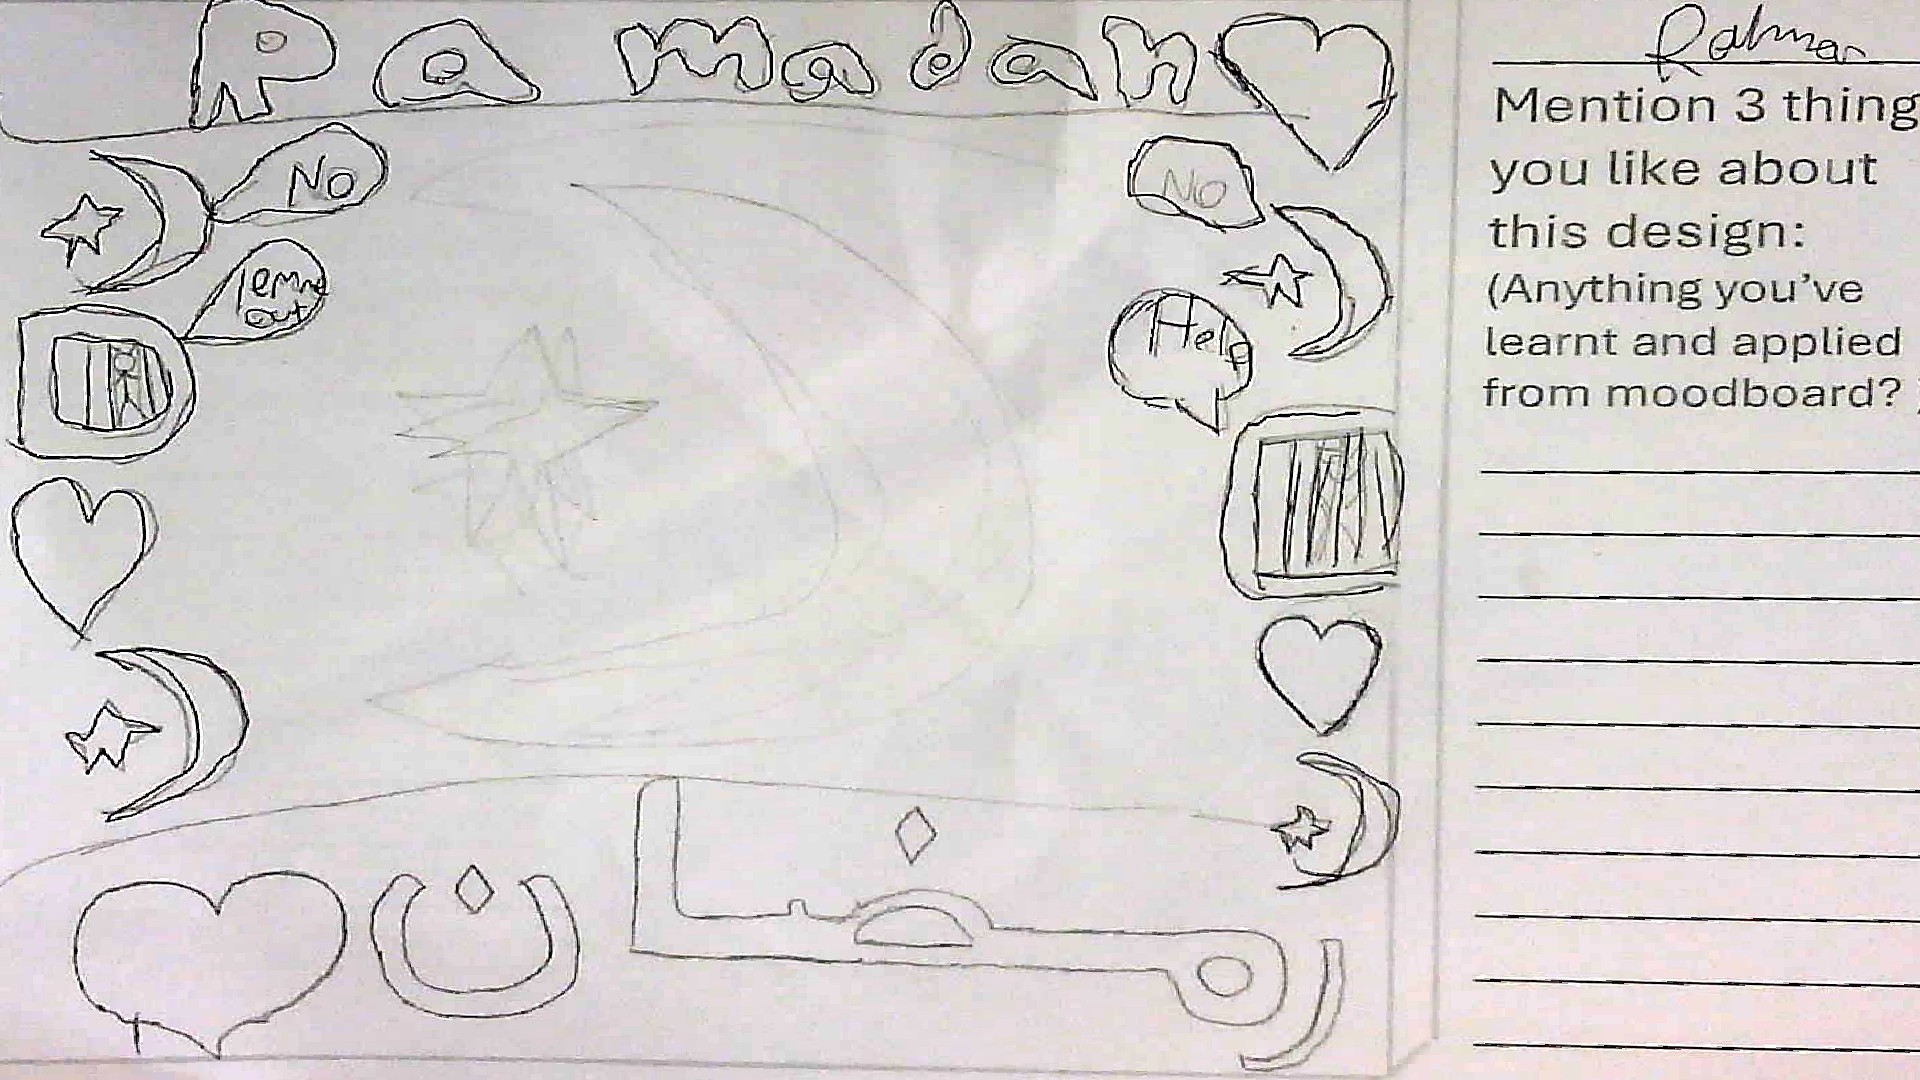 Ramadan
No
No
lemme
out
Help
رمضان
Rahman
Mention 3 thing
you like about
this design:
(Anything you've
learnt and applied
from moodboard?